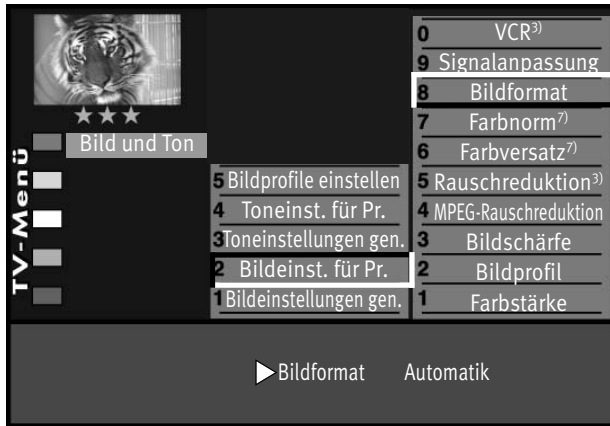 TV-Menü
Bild und Ton
5 Bildprofile einstellen
4 Toneinst. für Pr.
3 Toneinstellungen gen.
2 Bildeinst. für Pr.
1 Bildeinstellungen gen.
0 VCR3)
9 Signalanpassung
8 Bildformat
7 Farbnorm7)
6 Farbversatz7)
5 Rauschreduktion3)
4 MPEG-Rauschreduktion
3 Bildschärfe
2 Bildprofil
1 Farbstärke
Bildformat Automatik